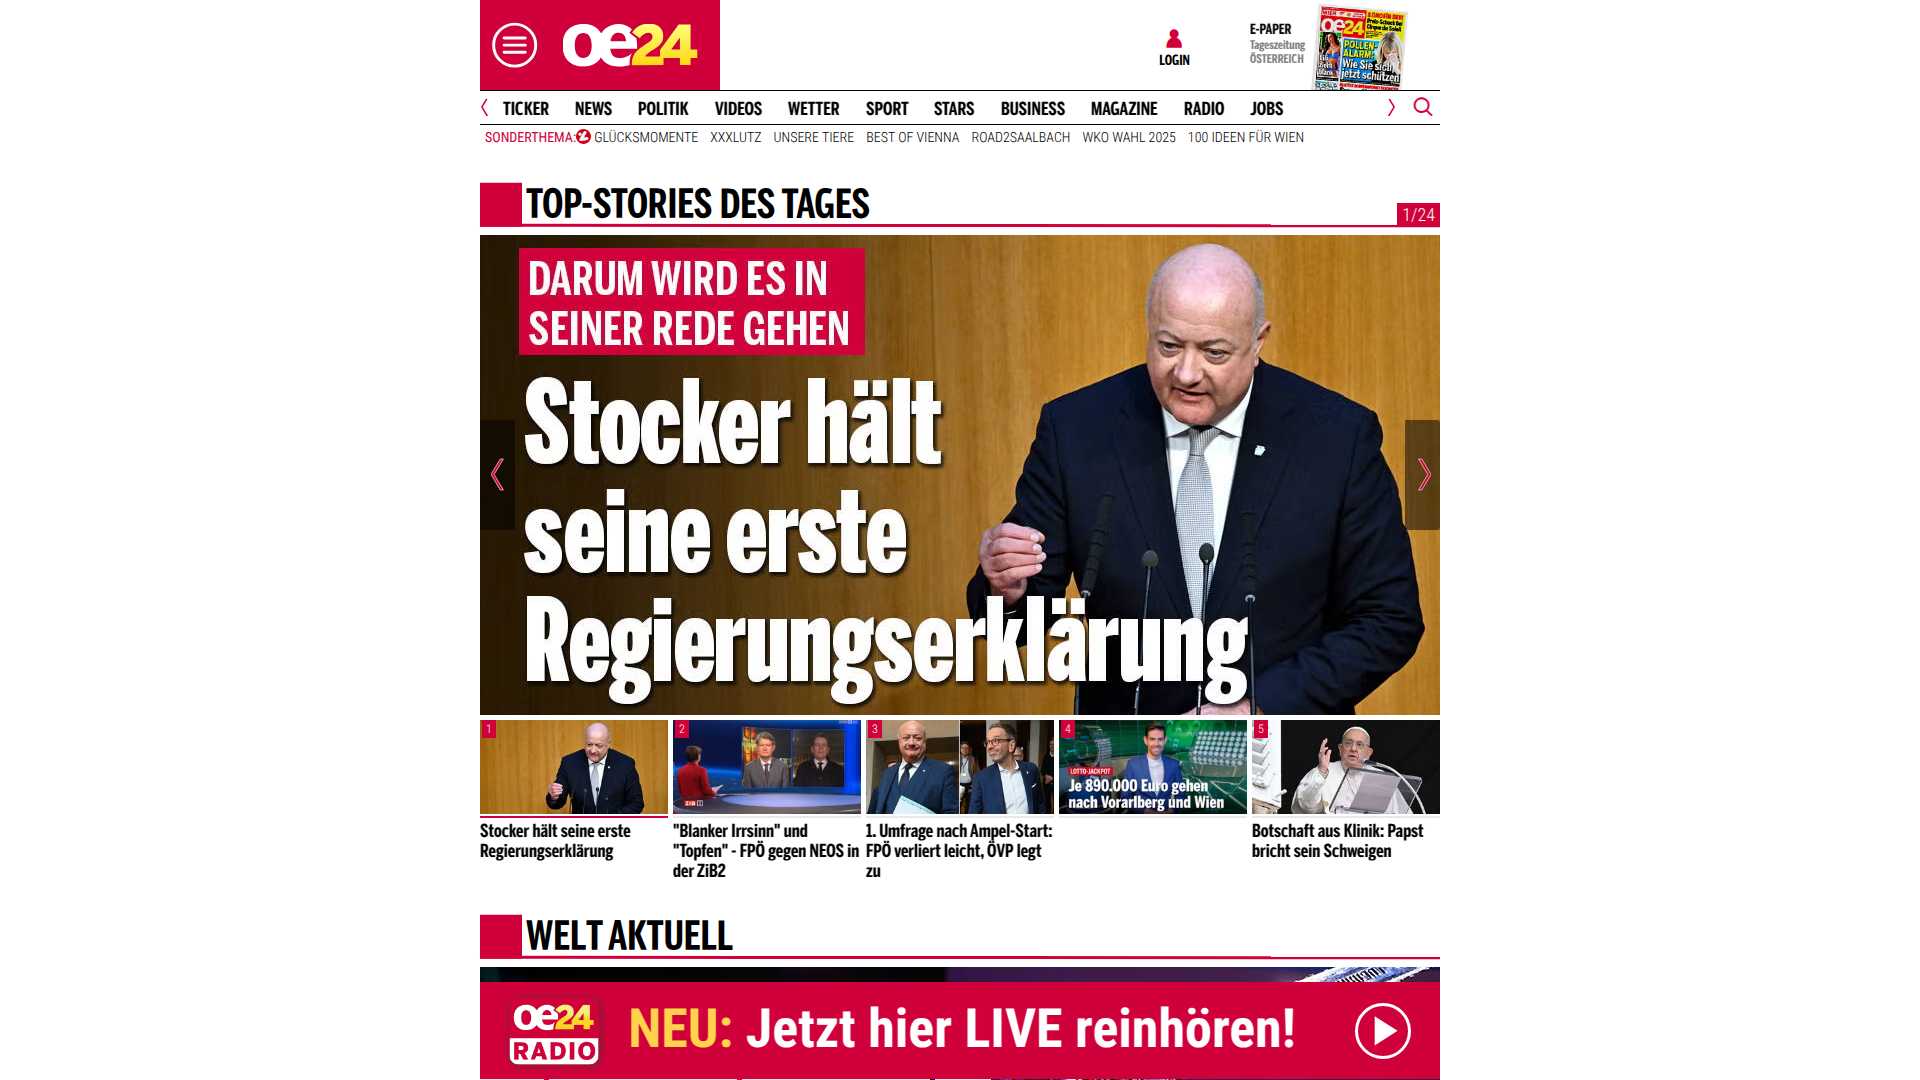 oe24
LOGIN
E-PAPER
Tageszeitung
ÖSTERREICH
oe24
POLLEN-
ALARM:
Wie Sie sich
jetzt schützen
TICKER NEWS POLITIK VIDEOS WETTER SPORT STARS BUSINESS MAGAZINE RADIO JOBS
SONDERTHEMA: GLÜCKSMOMENTE XXXLUTZ UNSERE TIERE BEST OF VIENNA ROAD2SAALBACH WKO WAHL 2025 100 IDEEN FÜR WIEN
TOP-STORIES DES TAGES
1/24
DARUM WIRD ES IN
SEINER REDE GEHEN
Stocker hält
seine erste
Regierungserklärung
1
2
3
4
5
ZIB 2
LOTTO-JACKPOT
Je 890.000 Euro gehen
nach Vorarlberg und Wien
Stocker hält seine erste
Regierungserklärung
"Blanker Irrsinn" und
"Topfen" - FPÖ gegen NEOS in
der ZiB2
1. Umfrage nach Ampel-Start:
FPÖ verliert leicht, ÖVP legt
zu
Botschaft aus Klinik: Papst
bricht sein Schweigen
WELT AKTUELL
oe24
RADIO
NEU: Jetzt hier LIVE reinhören!